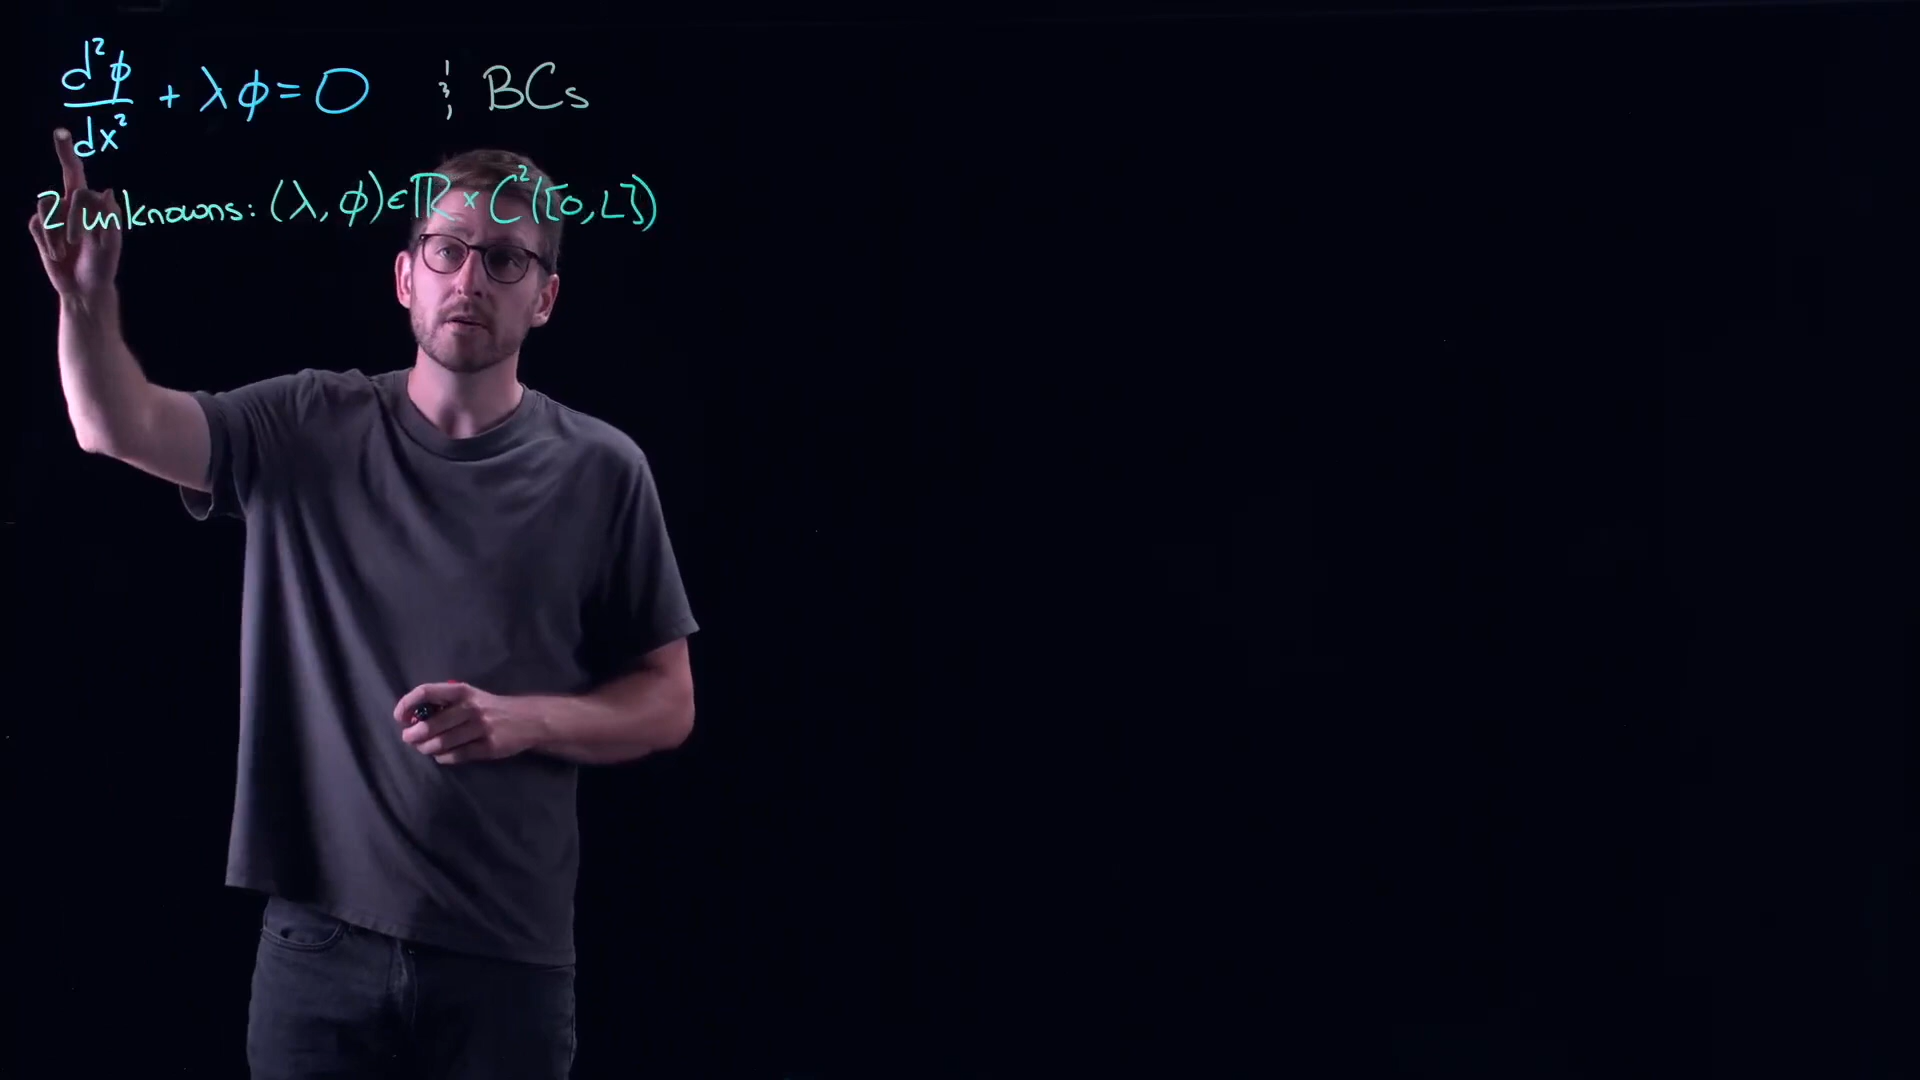 d²φ/dx² + λφ = 0 & BCs
2 unknowns: (λ, φ) ∈ ℝ × C²([0, L])